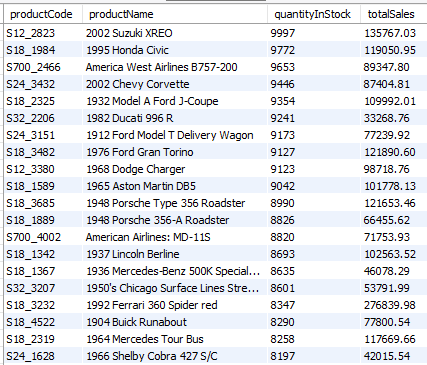 productCode productName quantityInStock totalSales
S12_2823 2002 Suzuki XREO 9997 135767.03
S18_1984 1995 Honda Civic 9772 119050.95
S700_2466 America West Airlines B757-200 9653 89347.80
S24_3432 2002 Chevy Corvette 9446 87404.81
S18_2325 1932 Model A Ford J-Coupe 9354 109992.01
S32_2206 1982 Ducati 996 R 9241 33268.76
S24_3151 1912 Ford Model T Delivery Wagon 9173 77239.92
S18_3482 1976 Ford Gran Torino 9127 121890.60
S12_3380 1968 Dodge Charger 9123 98718.76
S18_1589 1965 Aston Martin DB5 9042 101778.13
S18_3685 1948 Porsche Type 356 Roadster 8990 121653.46
S18_1889 1948 Porsche 356-A Roadster 8826 66455.62
S700_4002 American Airlines: MD-11S 8820 71753.93
S18_1342 1937 Lincoln Berline 8693 102563.52
S18_1367 1936 Mercedes-Benz 500K Special... 8635 46078.29
S32_3207 1950's Chicago Surface Lines Stre... 8601 53791.99
S18_3232 1992 Ferrari 360 Spider red 8347 276839.98
S18_4522 1904 Buick Runabout 8290 77800.54
S18_2319 1964 Mercedes Tour Bus 8258 117669.66
S24_1628 1966 Shelby Cobra 427 S/C 8197 42015.54